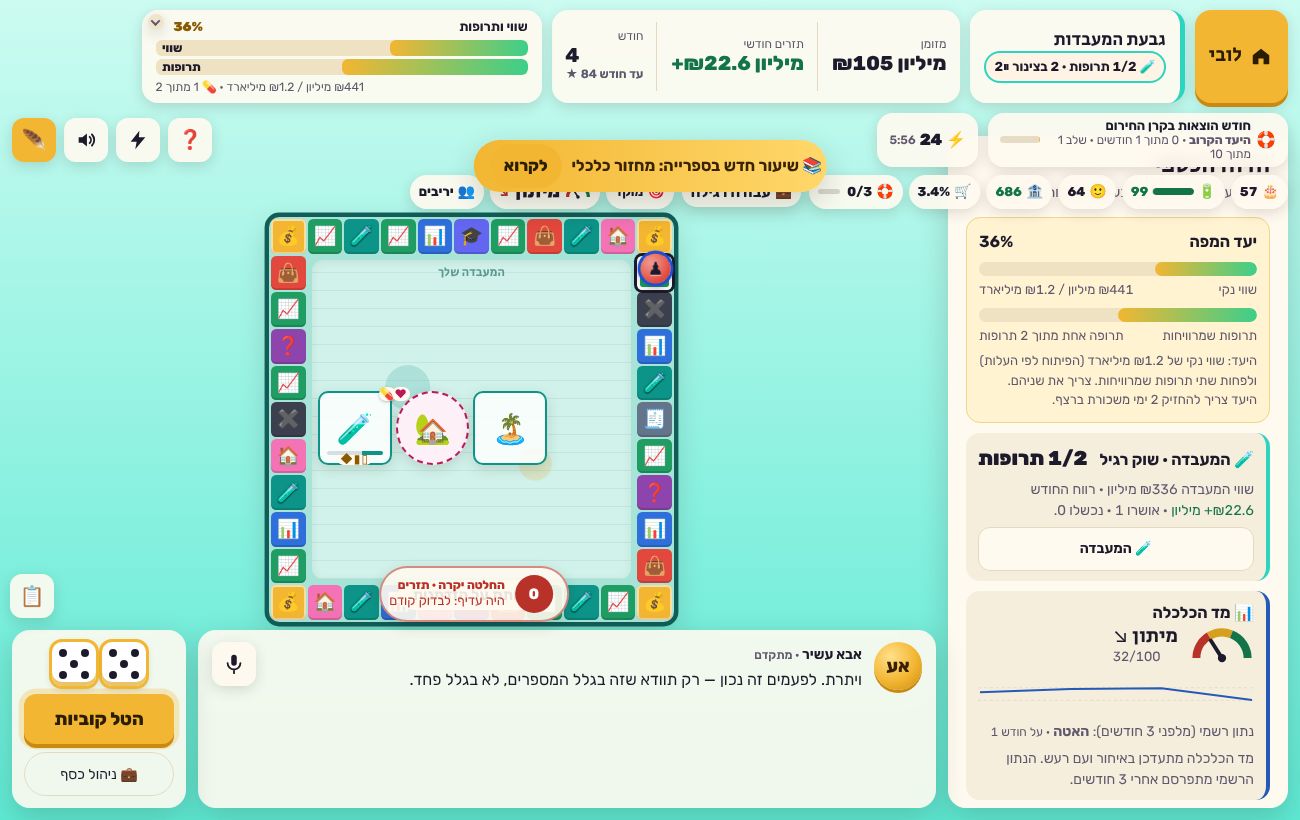 לובי
גבעת המעבדות
🧪 1/2 תרופות · 2 בצינור 2
מזומן
₪105 מיליון
תזרים חודשי
+₪22.6 מיליון
חודש
4
עד חודש 84 ★
שווי ותרופות
36%
שווי
תרופות
₪441 מיליון / ₪1.2 מיליארד · 💊 1 מתוך 2
חודש הוצאות בקרן החירום
היעד הקרוב · 0 מתוך 1 חודשים · שלב 1
מתוך 10
⚡ 24 5:56
📚 שיעור חדש בספרייה: מחזור כלכלי
לקרוא
57
99
64
686
3.4%
0/3
יריבים
יעד המפה
36%
שווי נקי
₪441 מיליון / ₪1.2 מיליארד
תרופות שמרוויחות
תרופה אחת מתוך 2 תרופות
היעד: שווי נקי של ₪1.2 מיליארד (הפיתוח לפי העלות)
ולפחות שתי תרופות שמרוויחות. צריך את שניהם.
היעד צריך להחזיק 2 ימי משכורת ברצף.
🧪 המעבדה · שוק רגיל
1/2 תרופות
שווי המעבדה ₪336 מיליון · רווח החודש
+₪22.6 מיליון · אושרו 1 · נכשלו 0.
🧪 המעבדה
📊 מד הכלכלה
מיתון ↘
32/100
נתון רשמי (מלפני 3 חודשים): האטה · על חודש 1
מד הכלכלה מתעדכן באיחור ועם רעש. הנתון
הרשמי מתפרסם אחרי 3 חודשים.
המעבדה שלך
0
החלטה יקרה · תזרים
היה עדיף: לבדוק קודם
אע
אבא עשיר · מתקדם
ויתרת. לפעמים זה נכון — רק תוודא שזה בגלל המספרים, לא בגלל פחד.
הטל קוביות
💼 ניהול כסף